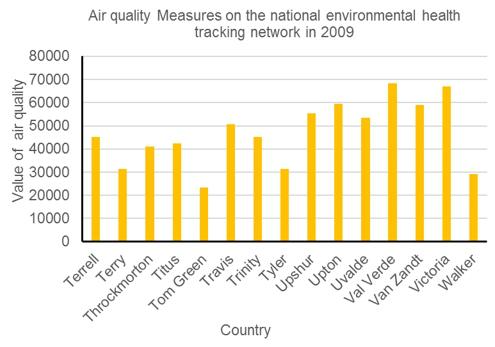 Air quality Measures on the national environmental health
tracking network in 2009
Value of  air quality
80000
70000
60000
50000
40000
30000
20000
10000
0
Terrell
Terry
Throckmorton
Titus
Tom Green
Travis
Trinity
Tyler
Upshur
Upton
Uvalde
Val Verde
Van Zandt
Victoria
Walker
Country